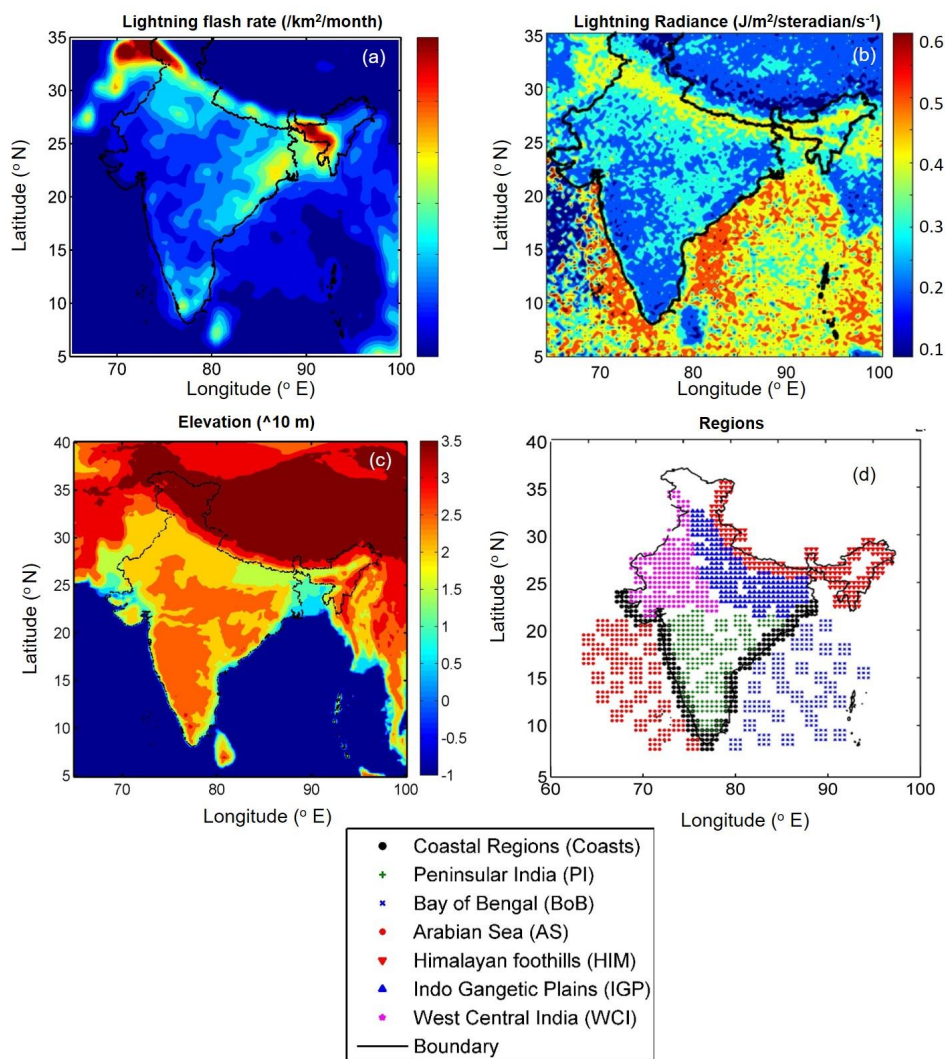 Lightning flash rate (/km²/month)
(a)
35
30
25
20
15
10
5
70 80 90 100
Latitude (° N)
Longitude (° E)
Lightning Radiance (J/m²/steradian/s⁻¹)
(b)
35
30
25
20
15
10
5
70 80 90 100
Latitude (° N)
Longitude (° E)
0.6
0.5
0.4
0.3
0.2
0.1
Elevation (^10 m)
(c)
40
35
30
25
20
15
10
5
65 70 80 90 100
Latitude (° N)
Longitude (° E)
3.5
3
2.5
2
1.5
1
0.5
0
-0.5
-1
Regions
(d)
40
35
30
25
20
15
10
5
60 70 80 90 100
Latitude (° N)
Longitude (° E)
Coastal Regions (Coasts)
Peninsular India (PI)
Bay of Bengal (BoB)
Arabian Sea (AS)
Himalayan foothills (HIM)
Indo Gangetic Plains (IGP)
West Central India (WCI)
Boundary